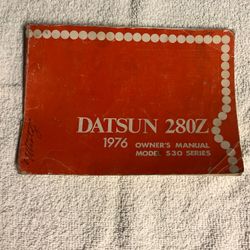 DATSUN 280Z
1976 OWNER'S MANUAL
MODEL S30 SERIES